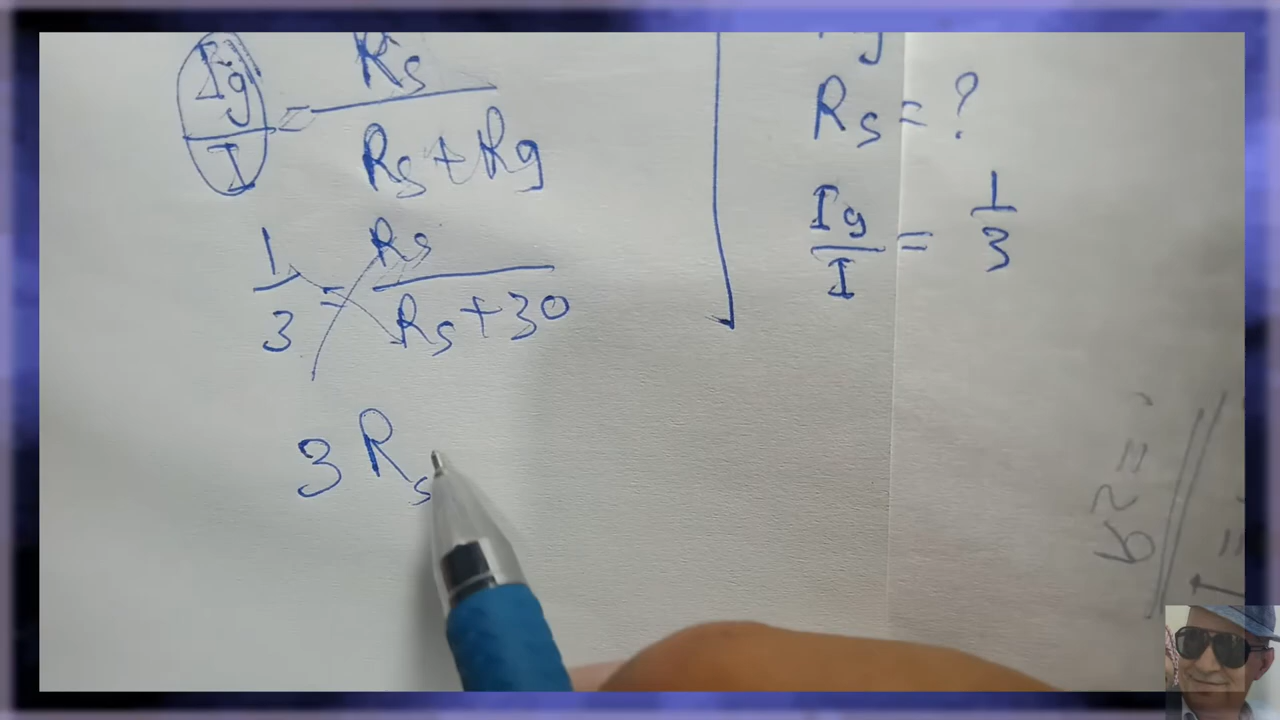 Ig/I = Rs/(Rs + Rg)
1/3 = Rs/(Rs + 30)
3 Rs
Rs = ?
Ig/I = 1/3